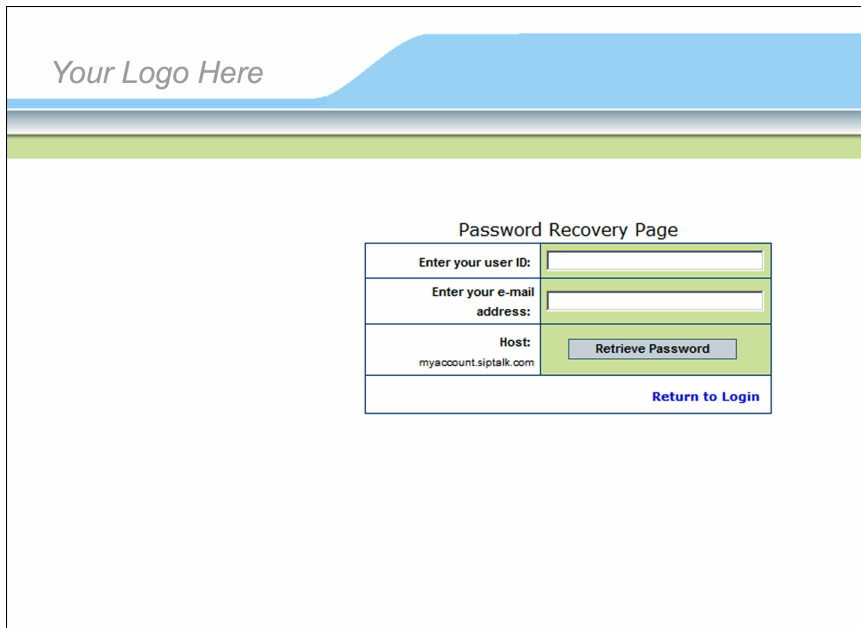 Your Logo Here
Password Recovery Page
Enter your user ID:
Enter your e-mail
address:
Host:
myaccount.siptalk.com
Retrieve Password
Return to Login